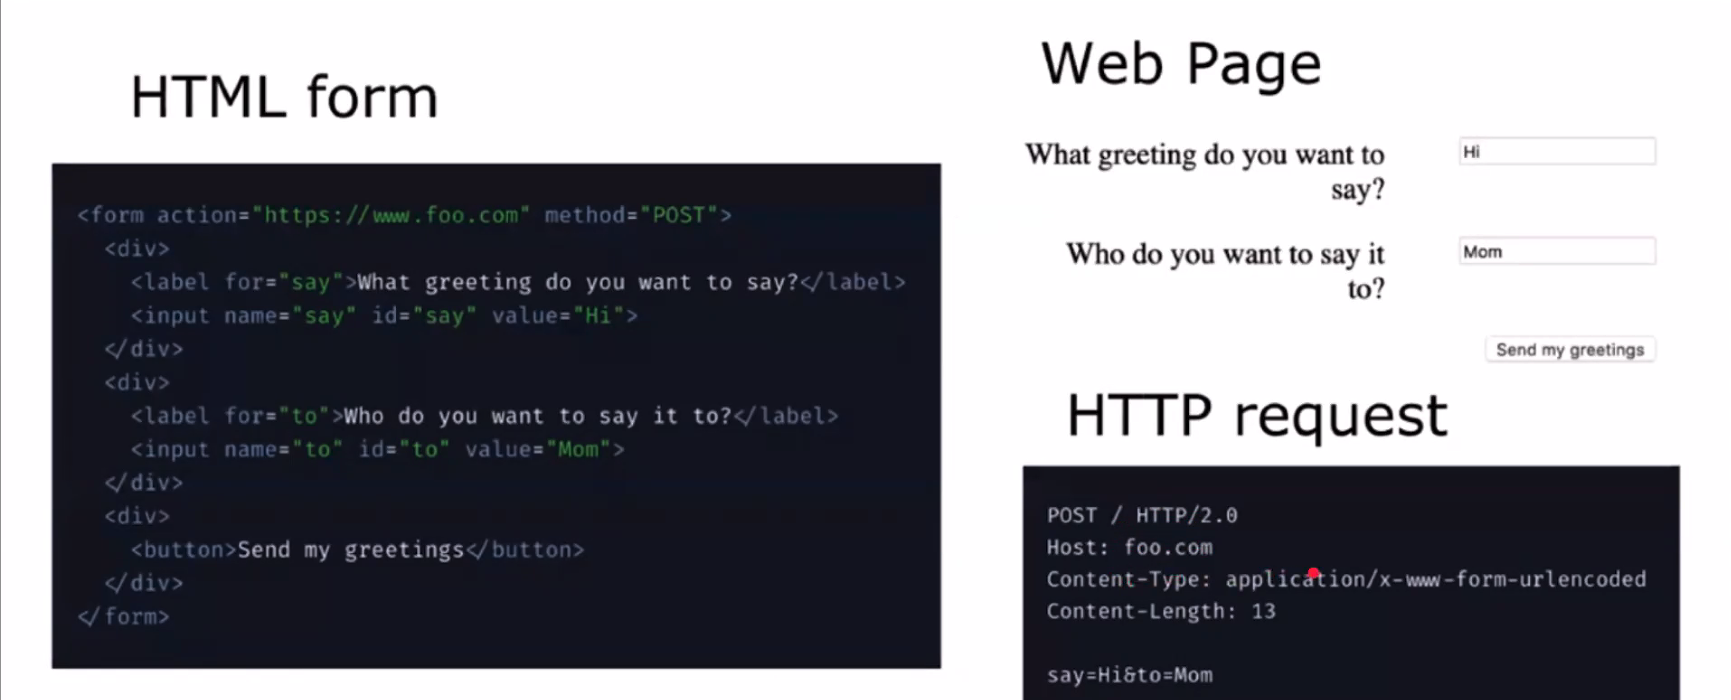 HTML form
<form action="https://www.foo.com" method="POST">
<div>
<label for="say">What greeting do you want to say?</label>
<input name="say" id="say" value="Hi">
</div>
<div>
<label for="to">Who do you want to say it to?</label>
<input name="to" id="to" value="Mom">
</div>
<div>
<button>Send my greetings</button>
</div>
</form>
Web Page
What greeting do you want to
say?
Hi
Who do you want to say it
to?
Mom
Send my greetings
HTTP request
POST / HTTP/2.0
Host: foo.com
Content-Type: application/x-www-form-urlencoded
Content-Length: 13
say=Hi&to=Mom